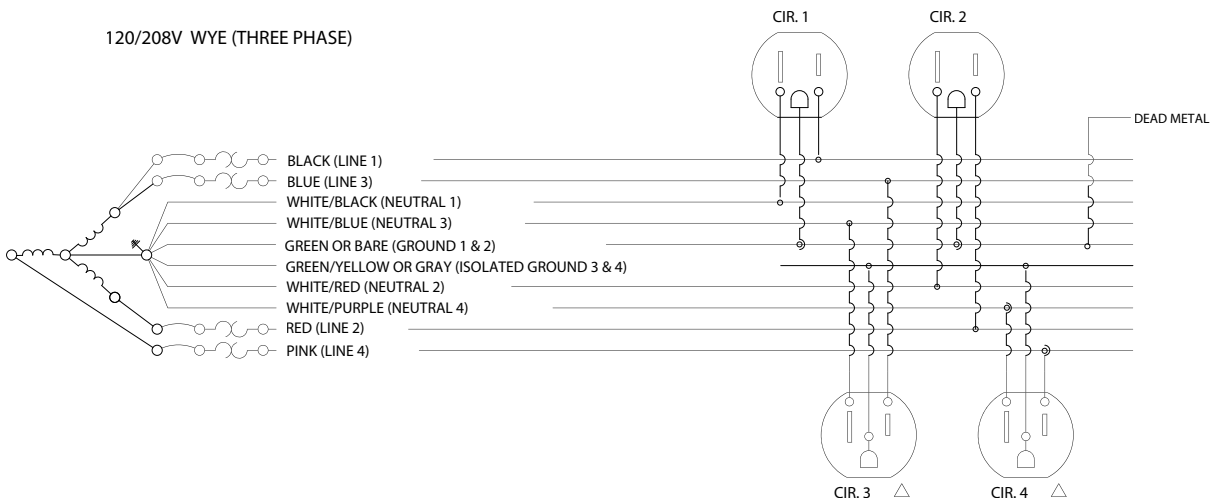 CIR. 1
CIR. 2
120/208V WYE (THREE PHASE)
DEAD METAL
BLACK (LINE 1)
BLUE (LINE 3)
WHITE/BLACK (NEUTRAL 1)
WHITE/BLUE (NEUTRAL 3)
GREEN OR BARE (GROUND 1 & 2)
GREEN/YELLOW OR GRAY (ISOLATED GROUND 3 & 4)
WHITE/RED (NEUTRAL 2)
WHITE/PURPLE (NEUTRAL 4)
RED (LINE 2)
PINK (LINE 4)
CIR. 3
CIR. 4